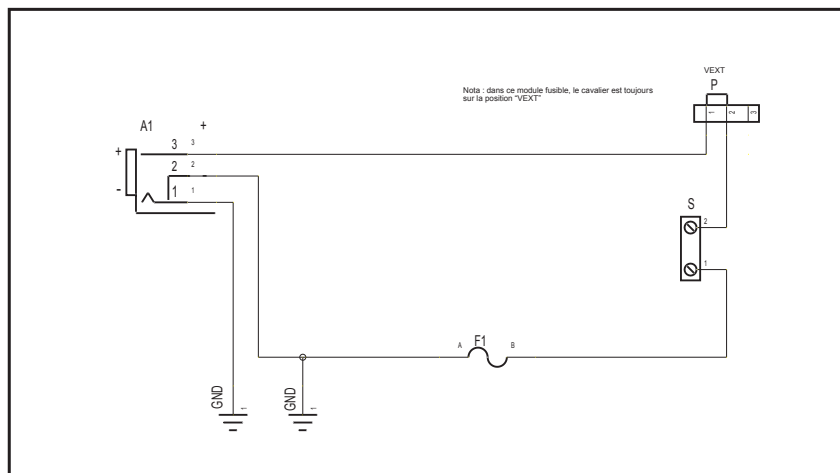 VEXT
P
1 2 3
Nota : dans ce module fusible, le cavalier est toujours
sur la position "VEXT"
A1
+
+
3 3
2 2
-
-
1 1
S
2
1
A F1 B
GND 1
GND 1